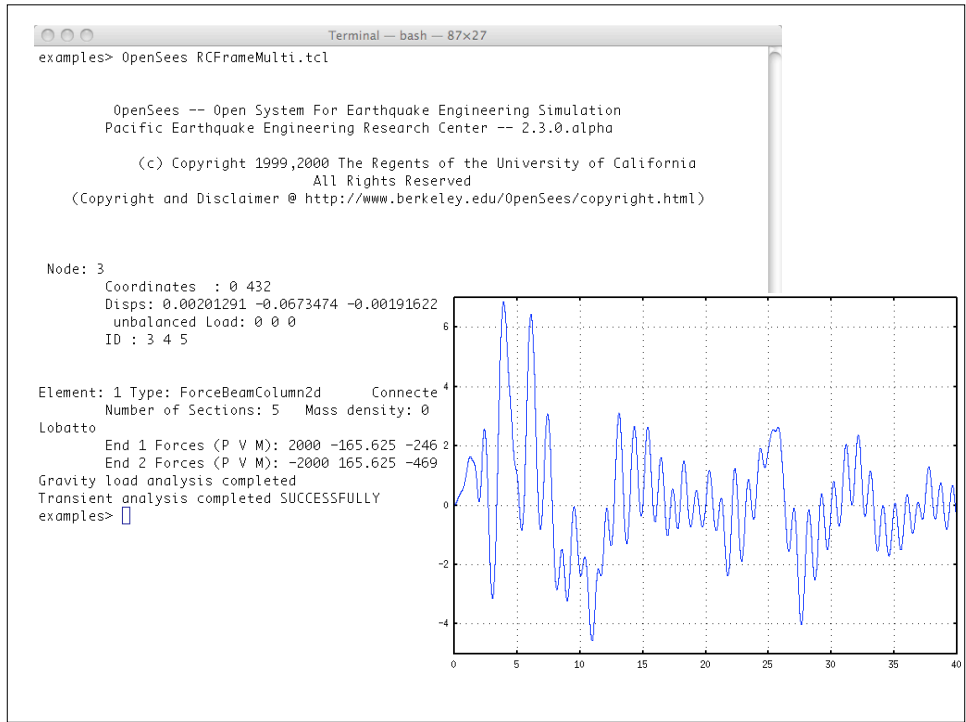 Terminal — bash — 87×27
examples> OpenSees RCFrameMulti.tcl
OpenSees -- Open System For Earthquake Engineering Simulation
Pacific Earthquake Engineering Research Center -- 2.3.0.alpha
(c) Copyright 1999,2000 The Regents of the University of California
All Rights Reserved
(Copyright and Disclaimer @ http://www.berkeley.edu/OpenSees/copyright.html)
Node: 3
Coordinates : 0 432
Disps: 0.00201291 -0.0673474 -0.00191622
unbalanced Load: 0 0 0
ID : 3 4 5
Element: 1 Type: ForceBeamColumn2d Connecte
Number of Sections: 5 Mass density: 0
Lobatto
End 1 Forces (P V M): 2000 -165.625 -246
End 2 Forces (P V M): -2000 165.625 -469
Gravity load analysis completed
Transient analysis completed SUCCESSFULLY
examples>
6
4
2
0
-2
-4
0 5 10 15 20 25 30 35 40